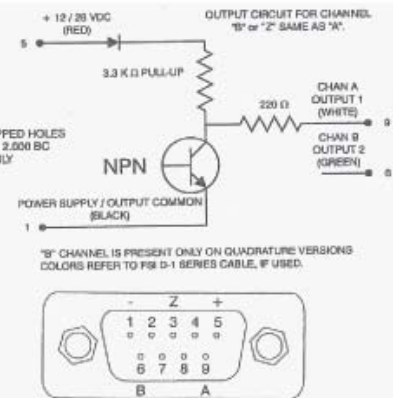 + 12 / 28 VDC
(RED)
5
OUTPUT CIRCUIT FOR CHANNEL
"B" or "Z" SAME AS "A".
3.3 K Ω PULL-UP
220 Ω
CHAN A
OUTPUT 1
(WHITE)
9
CHAN B
OUTPUT 2
(GREEN)
6
PPED HOLES
2.000 BC
LY
NPN
POWER SUPPLY / OUTPUT COMMON
(BLACK)
1
"B" CHANNEL IS PRESENT ONLY ON QUADRATURE VERSIONS
COLORS REFER TO FSI D-1 SERIES CABLE, IF USED.
- Z +
1 2 3 4 5
6 7 8 9
B A